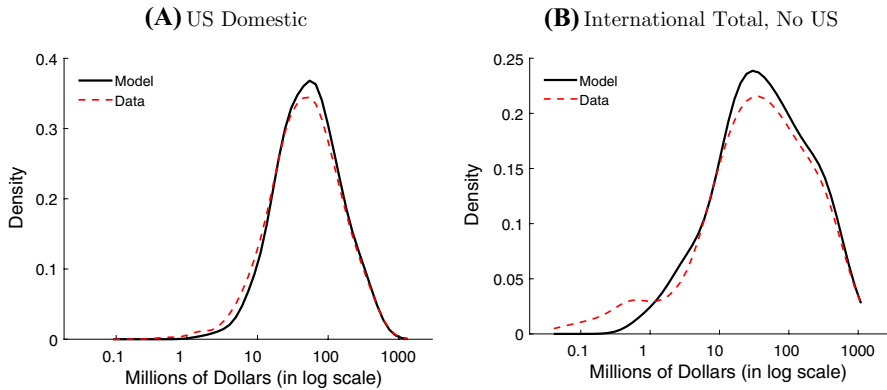 (A) US Domestic
0.4
0.3
0.2
0.1
0
Density
Model
Data
0.1 1 10 100 1000
Millions of Dollars (in log scale)
(B) International Total, No US
0.25
0.2
0.15
0.1
0.05
0
Density
Model
Data
0.1 1 10 100 1000
Millions of Dollars (in log scale)